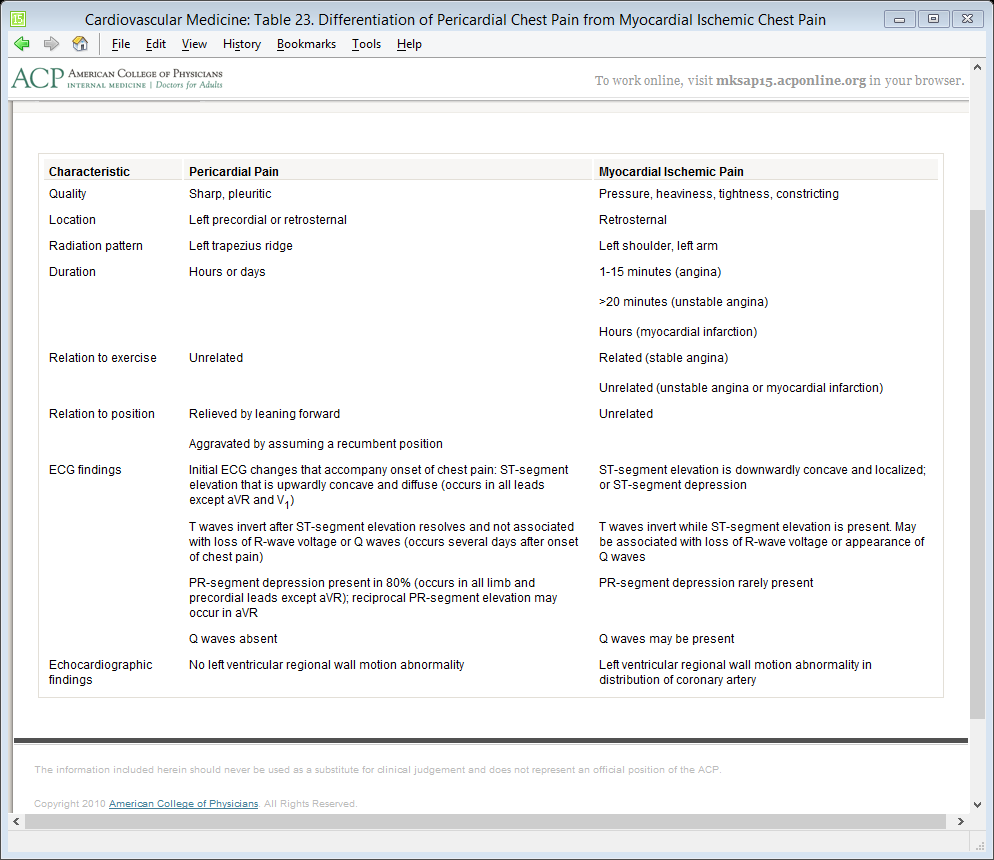 15
Cardiovascular Medicine: Table 23. Differentiation of Pericardial Chest Pain from Myocardial Ischemic Chest Pain
File Edit View History Bookmarks Tools Help
ACP AMERICAN COLLEGE OF PHYSICIANS
INTERNAL MEDICINE | Doctors for Adults
To work online, visit mksap15.acponline.org in your browser.
Characteristic Pericardial Pain Myocardial Ischemic Pain
Quality Sharp, pleuritic Pressure, heaviness, tightness, constricting
Location Left precordial or retrosternal Retrosternal
Radiation pattern Left trapezius ridge Left shoulder, left arm
Duration Hours or days 1-15 minutes (angina)
>20 minutes (unstable angina)
Hours (myocardial infarction)
Relation to exercise Unrelated Related (stable angina)
Unrelated (unstable angina or myocardial infarction)
Relation to position Relieved by leaning forward Unrelated
Aggravated by assuming a recumbent position
ECG findings Initial ECG changes that accompany onset of chest pain: ST-segment ST-segment elevation is downwardly concave and localized;
elevation that is upwardly concave and diffuse (occurs in all leads or ST-segment depression
except aVR and V1)
T waves invert after ST-segment elevation resolves and not associated T waves invert while ST-segment elevation is present. May
with loss of R-wave voltage or Q waves (occurs several days after onset be associated with loss of R-wave voltage or appearance of
of chest pain) Q waves
PR-segment depression present in 80% (occurs in all limb and PR-segment depression rarely present
precordial leads except aVR); reciprocal PR-segment elevation may
occur in aVR
Q waves absent Q waves may be present
Echocardiographic No left ventricular regional wall motion abnormality Left ventricular regional wall motion abnormality in
findings distribution of coronary artery
The information included herein should never be used as a substitute for clinical judgement and does not represent an official position of the ACP.
Copyright 2010 American College of Physicians. All Rights Reserved.